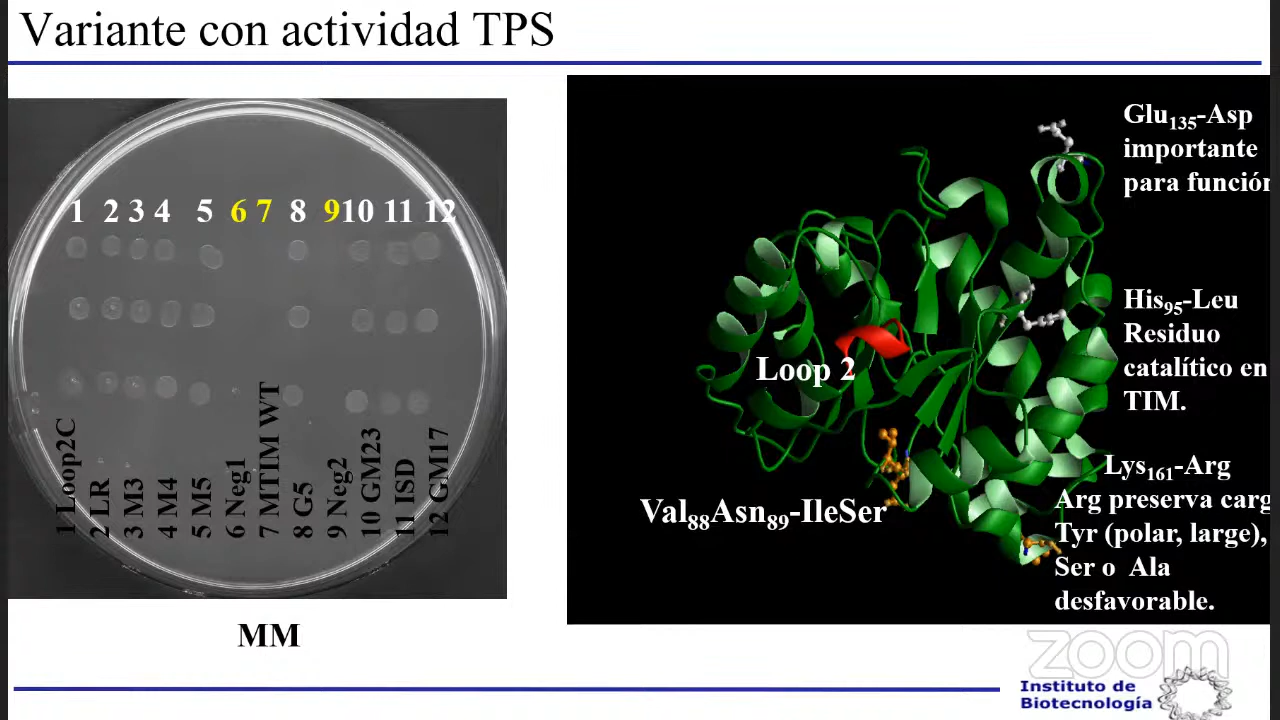 Variante con actividad TPS
1 2 3 4 5 6 7 8 9 10 11 12
1 Loop2C
2 LR
3 M3
4 M4
5 M5
6 Neg1
7 MTIM WT
8 G5
9 Neg2
10 GM23
11 ISD
12 GM17
MM
Glu135-Asp
importante
para función
His95-Leu
Residuo
catalítico en
TIM.
Loop 2
Val88Asn89-IleSer
Lys161-Arg
Arg preserva carg
Tyr (polar, large),
Ser o Ala
desfavorable.
zoom
Instituto de
Biotecnología